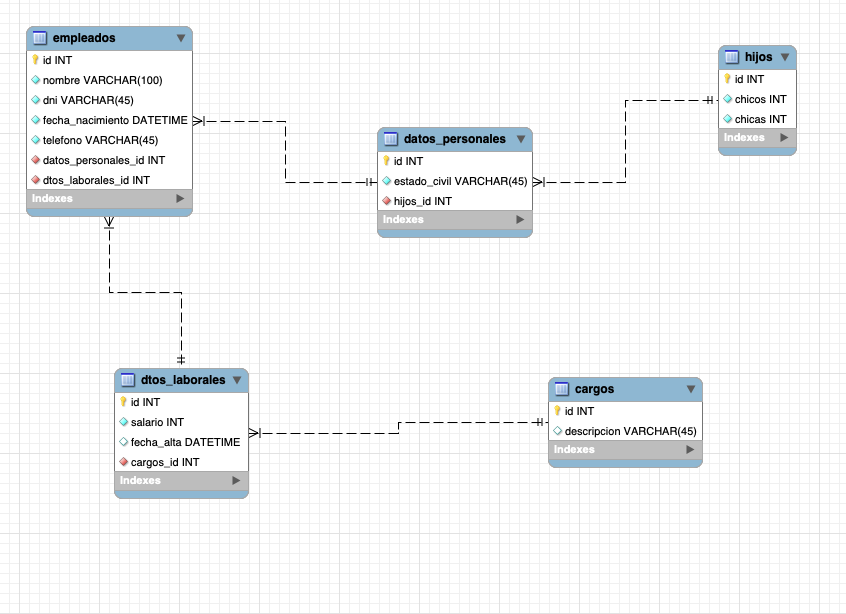 empleados
id INT
nombre VARCHAR(100)
dni VARCHAR(45)
fecha_nacimiento DATETIME
telefono VARCHAR(45)
datos_personales_id INT
dtos_laborales_id INT
Indexes
datos_personales
id INT
estado_civil VARCHAR(45)
hijos_id INT
Indexes
hijos
id INT
chicos INT
chicas INT
Indexes
dtos_laborales
id INT
salario INT
fecha_alta DATETIME
cargos_id INT
Indexes
cargos
id INT
descripcion VARCHAR(45)
Indexes